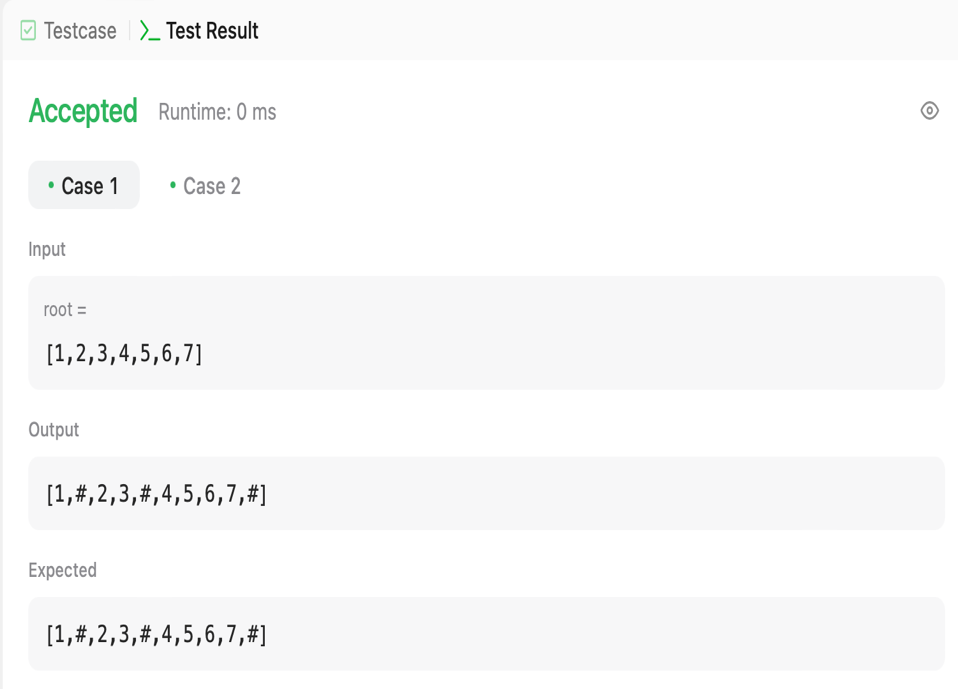 Testcase
Test Result
Accepted Runtime: 0 ms
• Case 1 • Case 2
Input
root =
[1,2,3,4,5,6,7]
Output
[1,#,2,3,#,4,5,6,7,#]
Expected
[1,#,2,3,#,4,5,6,7,#]